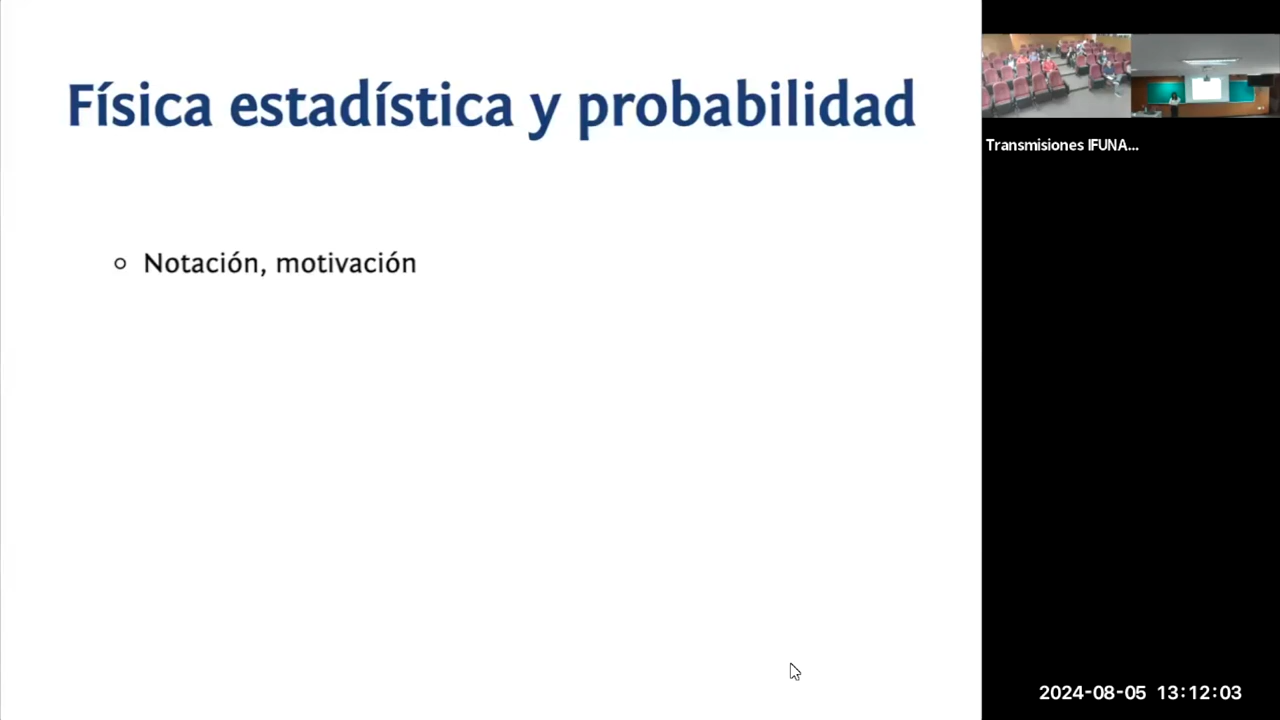 Física estadística y probabilidad
Notación, motivación
Transmisiones IFUNA...
2024-08-05 13:12:03